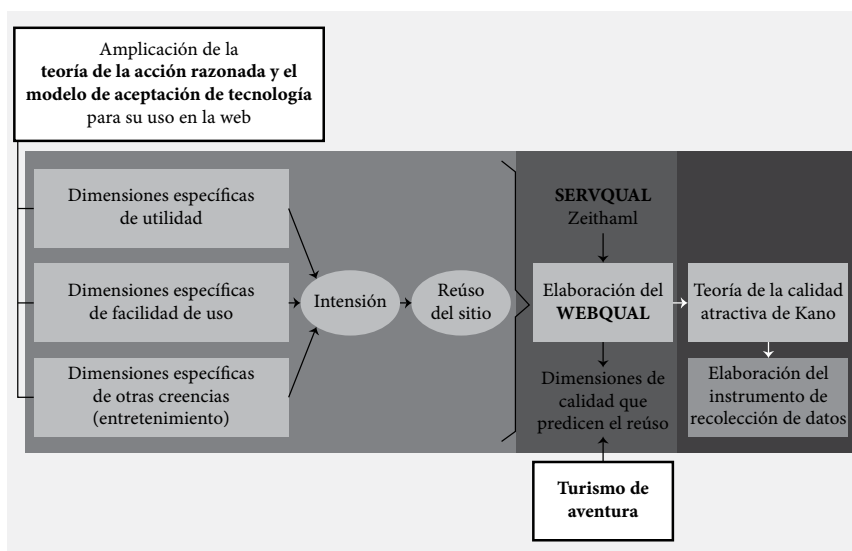 Amplicación de la
teoría de la acción razonada y el
modelo de aceptación de tecnología
para su uso en la web
Dimensiones específicas
de utilidad
Dimensiones específicas
de facilidad de uso
Dimensiones específicas
de otras creencias
(entretenimiento)
Intensión
Reúso
del sitio
SERVQUAL
Zeithaml
Elaboración del
WEBQUAL
Dimensiones de
calidad que
predicen el reúso
Turismo de
aventura
Teoría de la calidad
atractiva de Kano
Elaboración del
instrumento de
recolección de datos